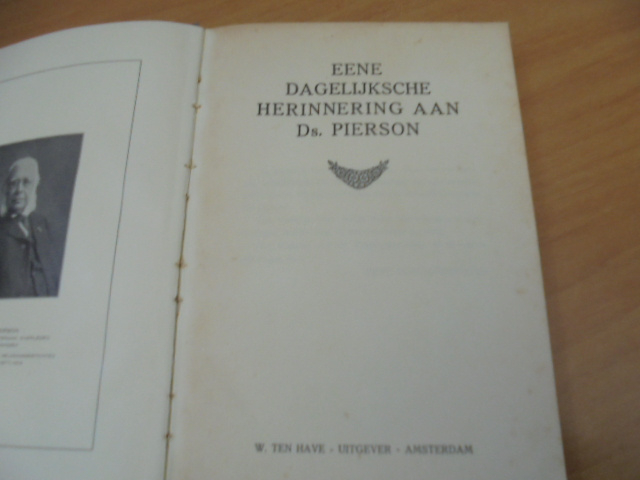 EENE
DAGELIJKSCHE
HERINNERING AAN
Ds. PIERSON
W. TEN HAVE - UITGEVER - AMSTERDAM